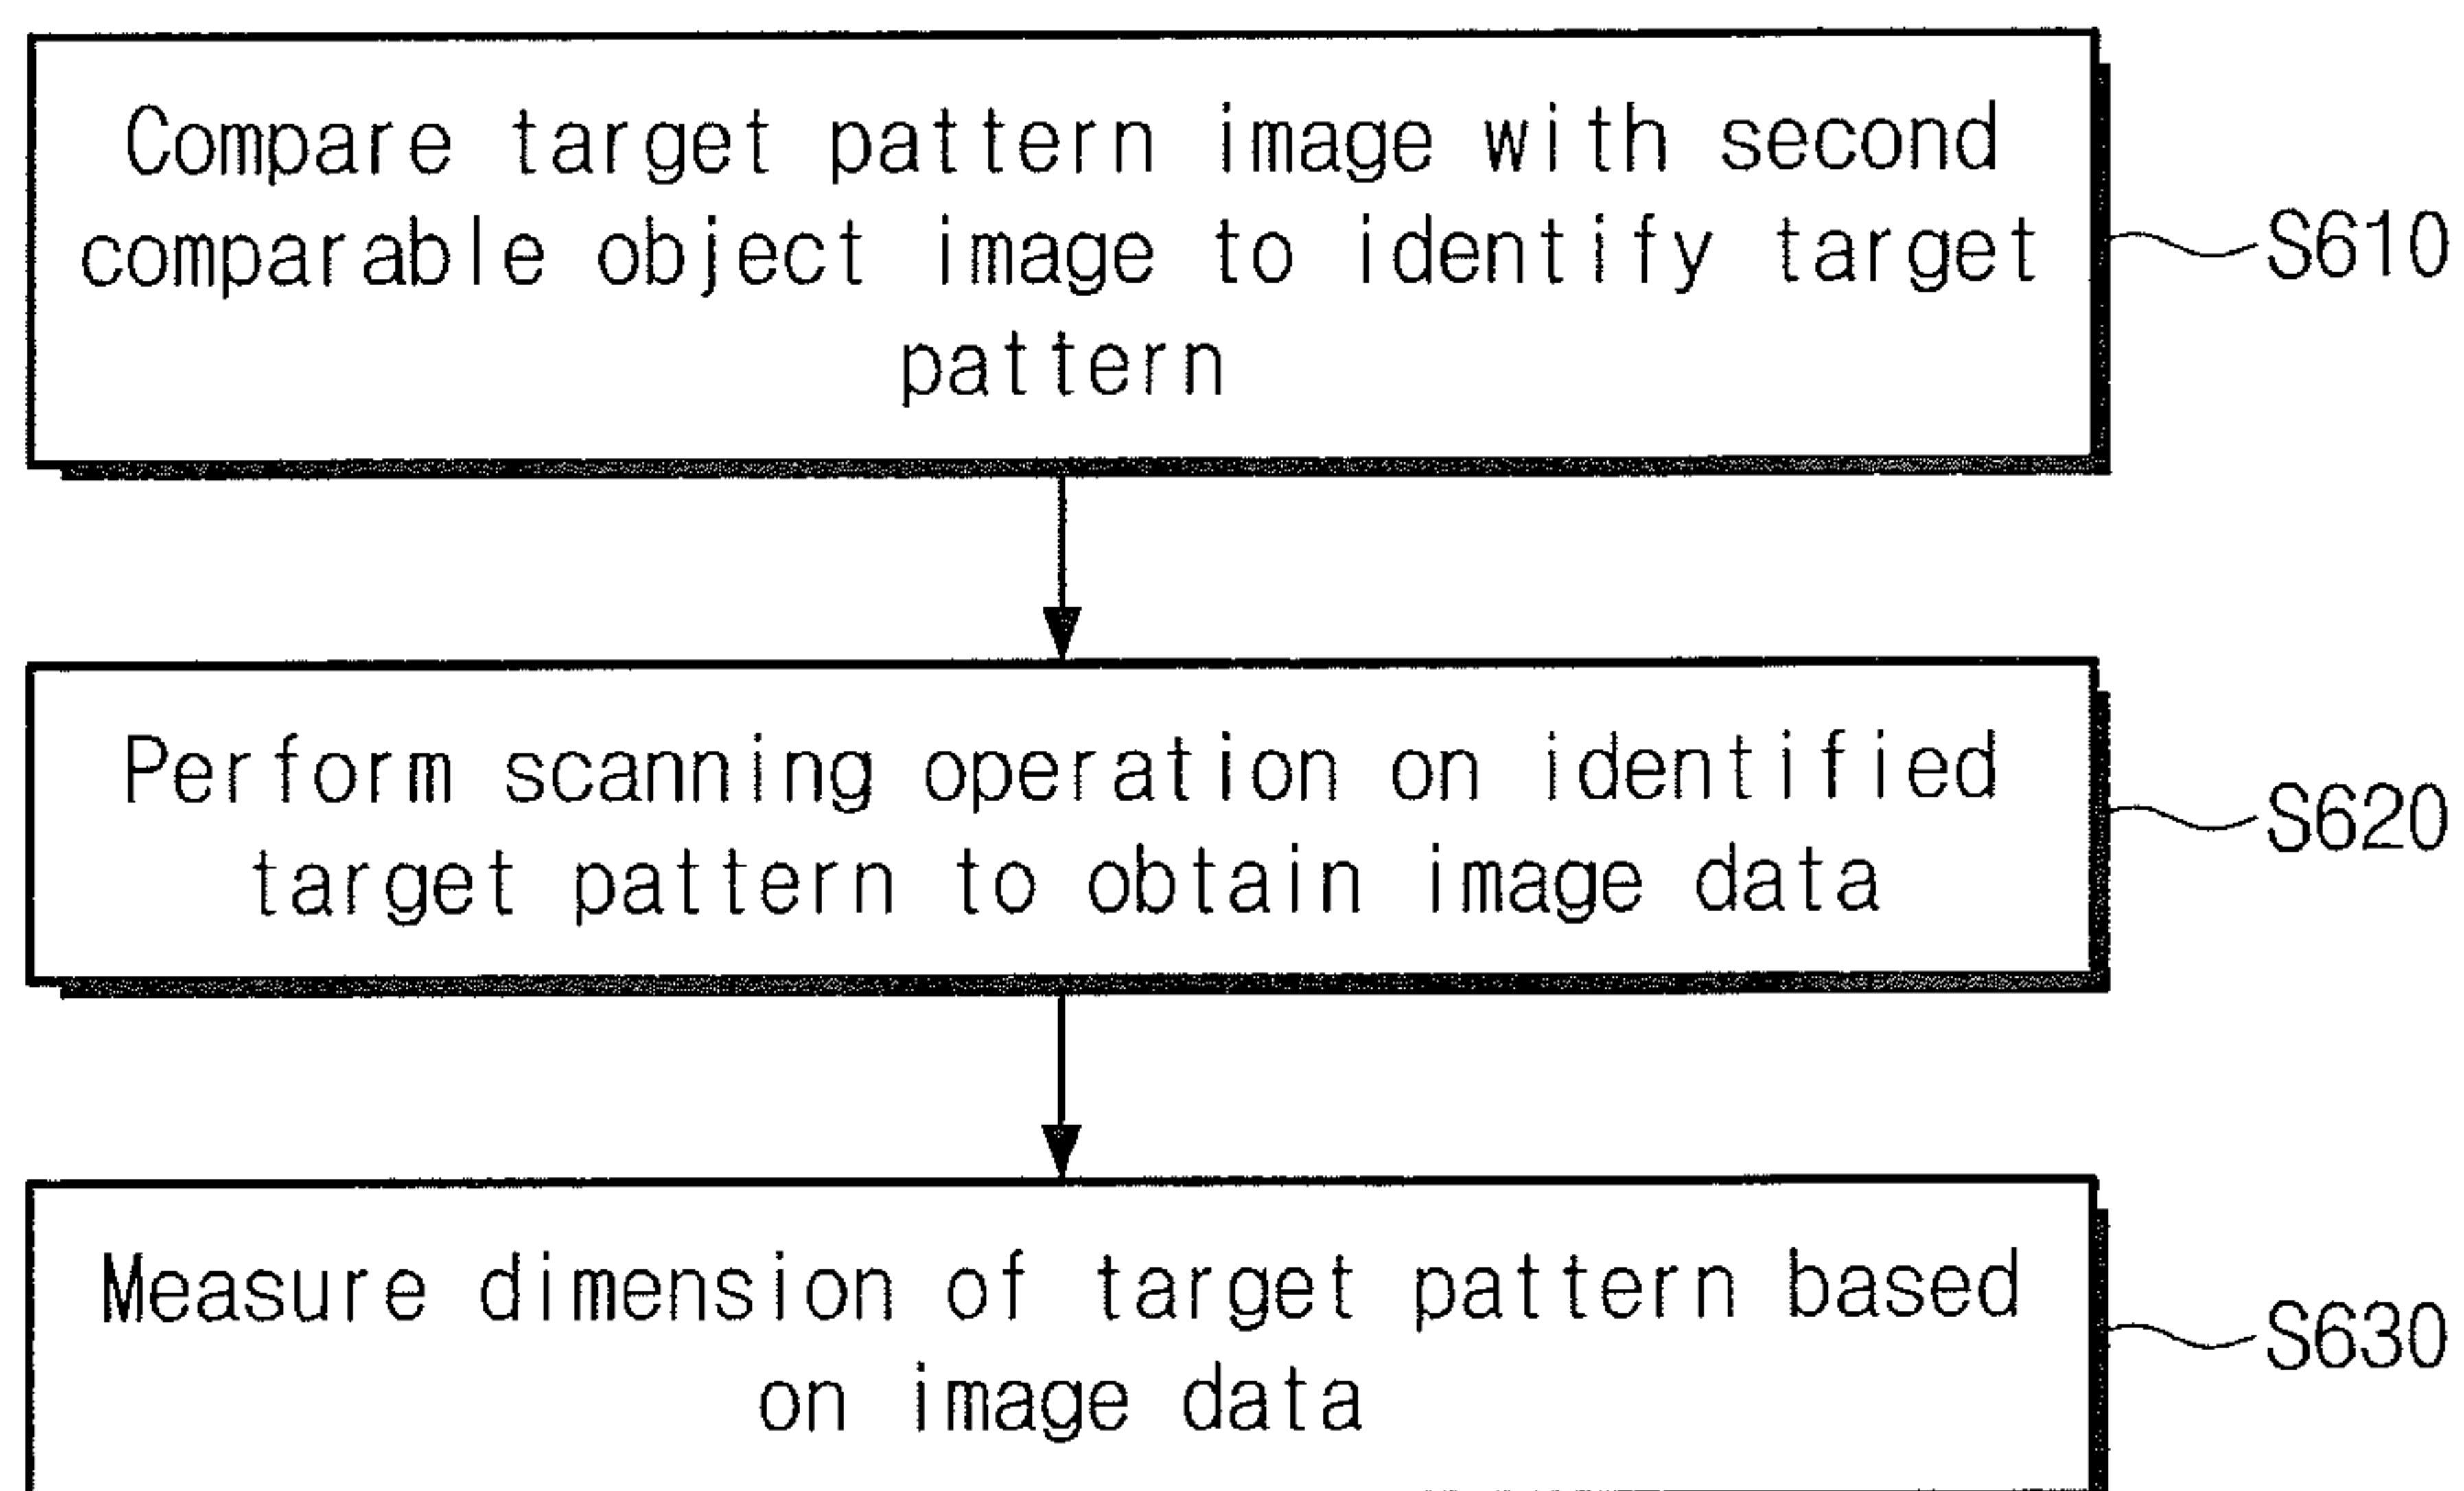 Compare target pattern image with second
comparable object image to identify target
pattern
S610
Perform scanning operation on identified
target pattern to obtain image data
S620
Measure dimension of target pattern based
on image data
S630